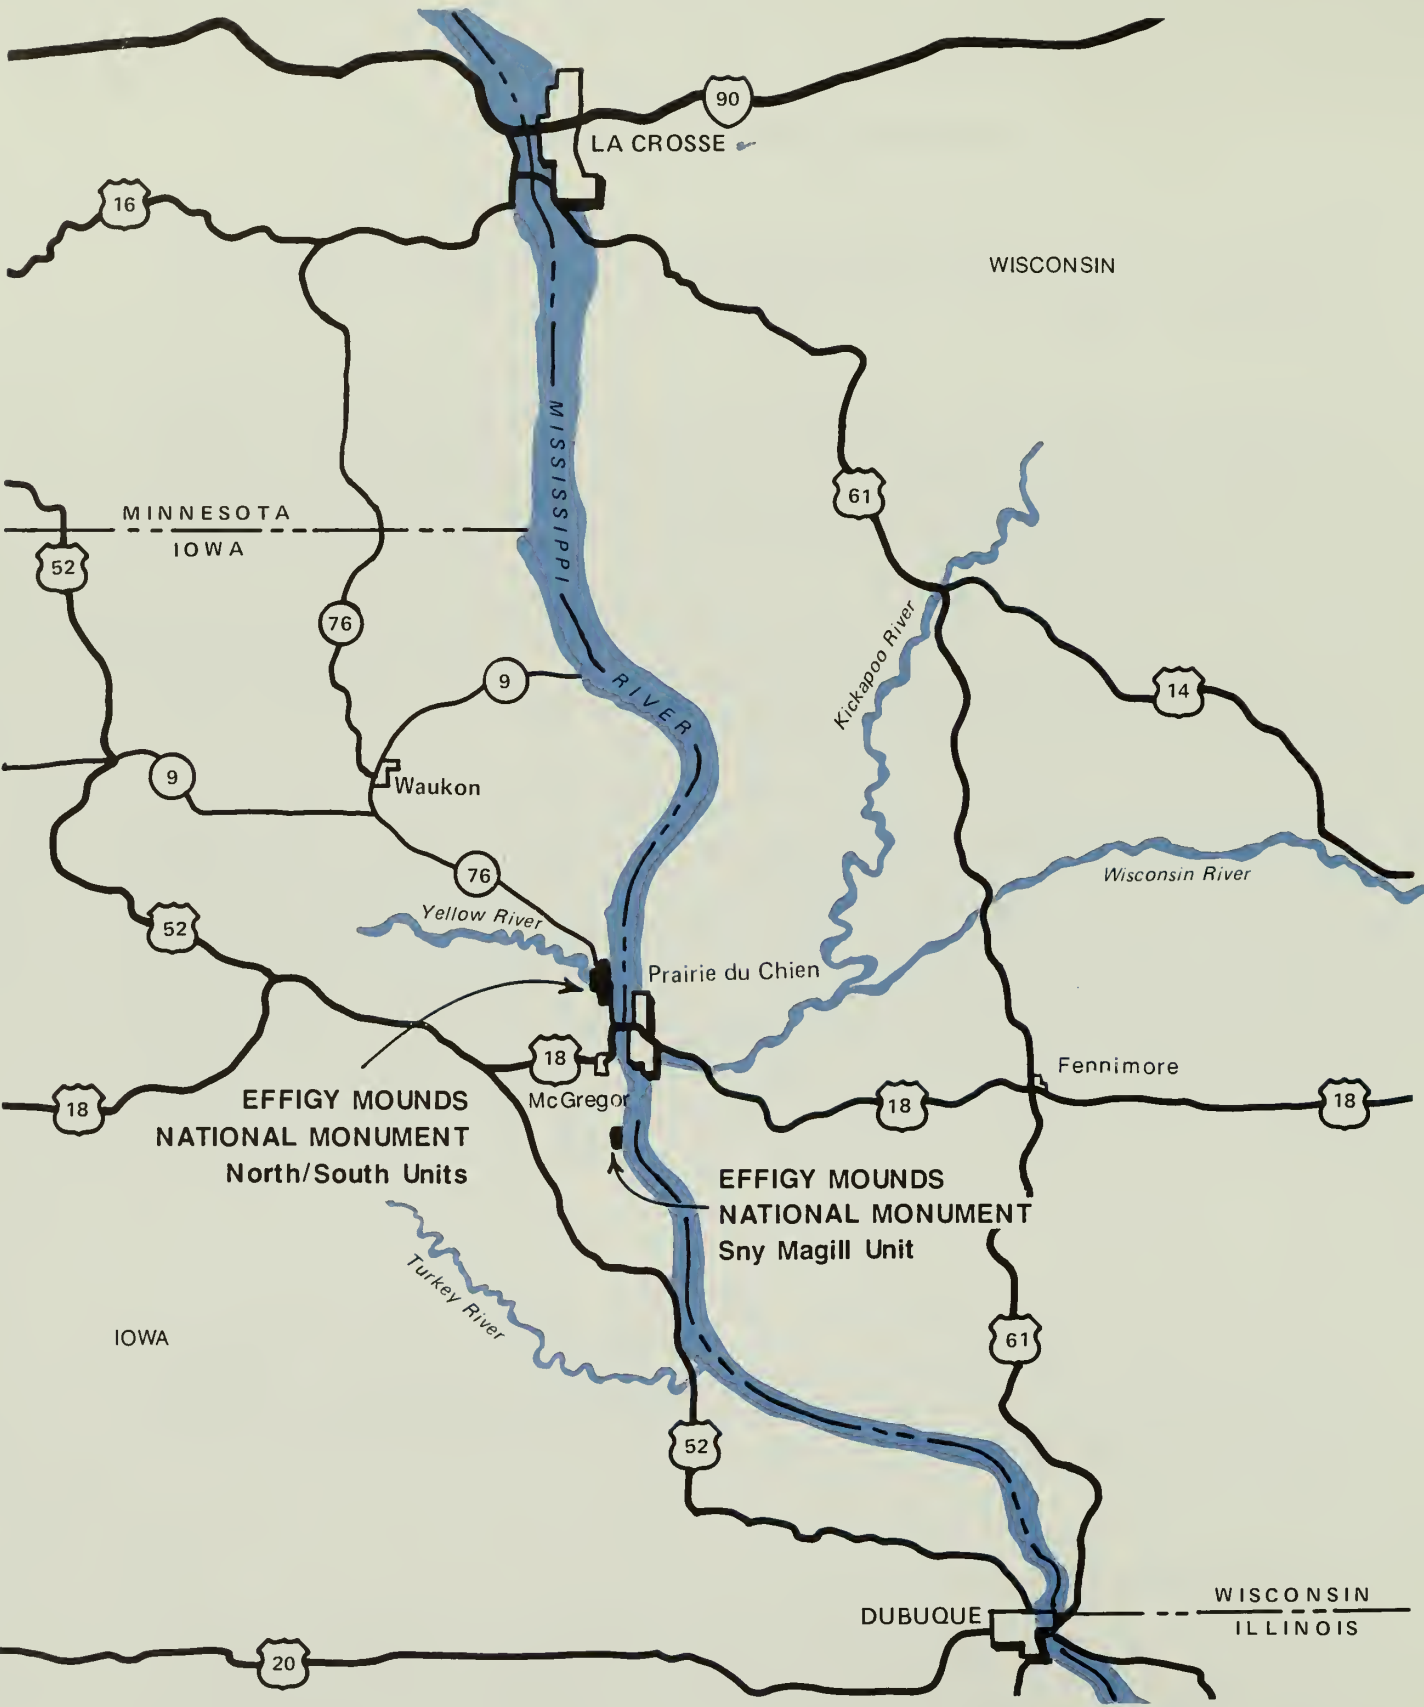 90
LA CROSSE
16
WISCONSIN
MISSISSIPPI
RIVER
61
MINNESOTA
IOWA
52
76
Kickapoo River
9
14
9
Waukon
76
Wisconsin River
Yellow River
52
Prairie du Chien
18
Fennimore
18
EFFIGY MOUNDS
NATIONAL MONUMENT
North/South Units
McGregor
18
18
EFFIGY MOUNDS
NATIONAL MONUMENT
Sny Magill Unit
Turkey River
IOWA
61
52
DUBUQUE
WISCONSIN
ILLINOIS
20